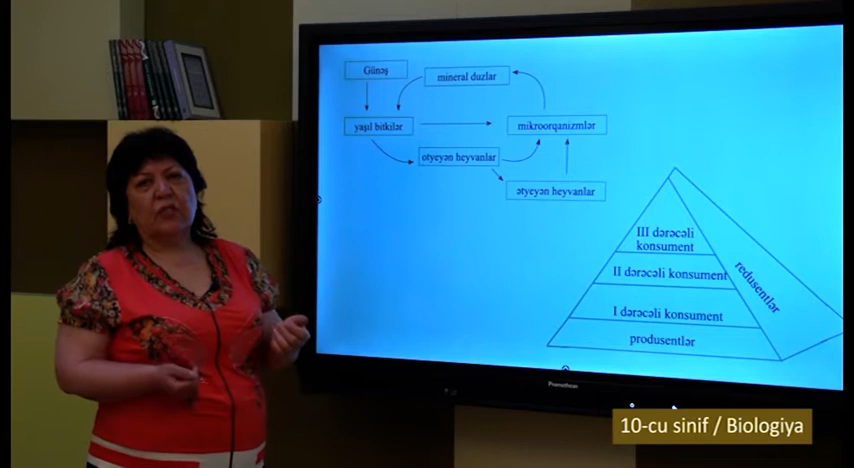 Günəş
mineral duzlar
yaşıl bitkilər
mikroorqanizmlər
otyeyən heyvanlar
ətyeyən heyvanlar
III dərəcəli
konsument
II dərəcəli konsument
I dərəcəli konsument
produsentlər
redusentlər
Promethean
10-cu sinif / Biologiya